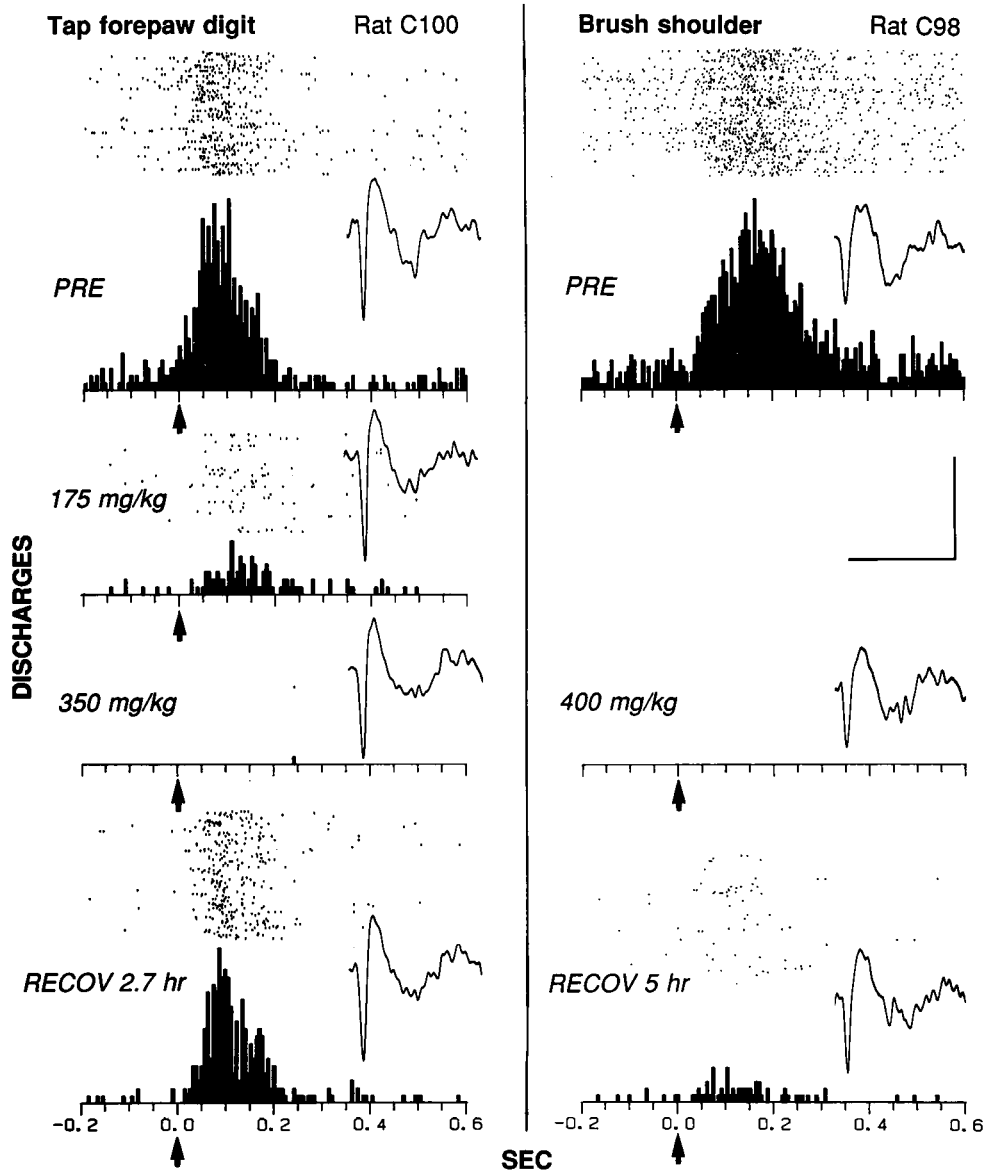 Tap forepaw digit Rat C100
Brush shoulder Rat C98
PRE
PRE
175 mg/kg
DISCHARGES
350 mg/kg
400 mg/kg
RECOV 2.7 hr
RECOV 5 hr
-0.2 0.0 0.2 0.4 0.6
-0.2 0.0 0.2 0.4 0.6
SEC